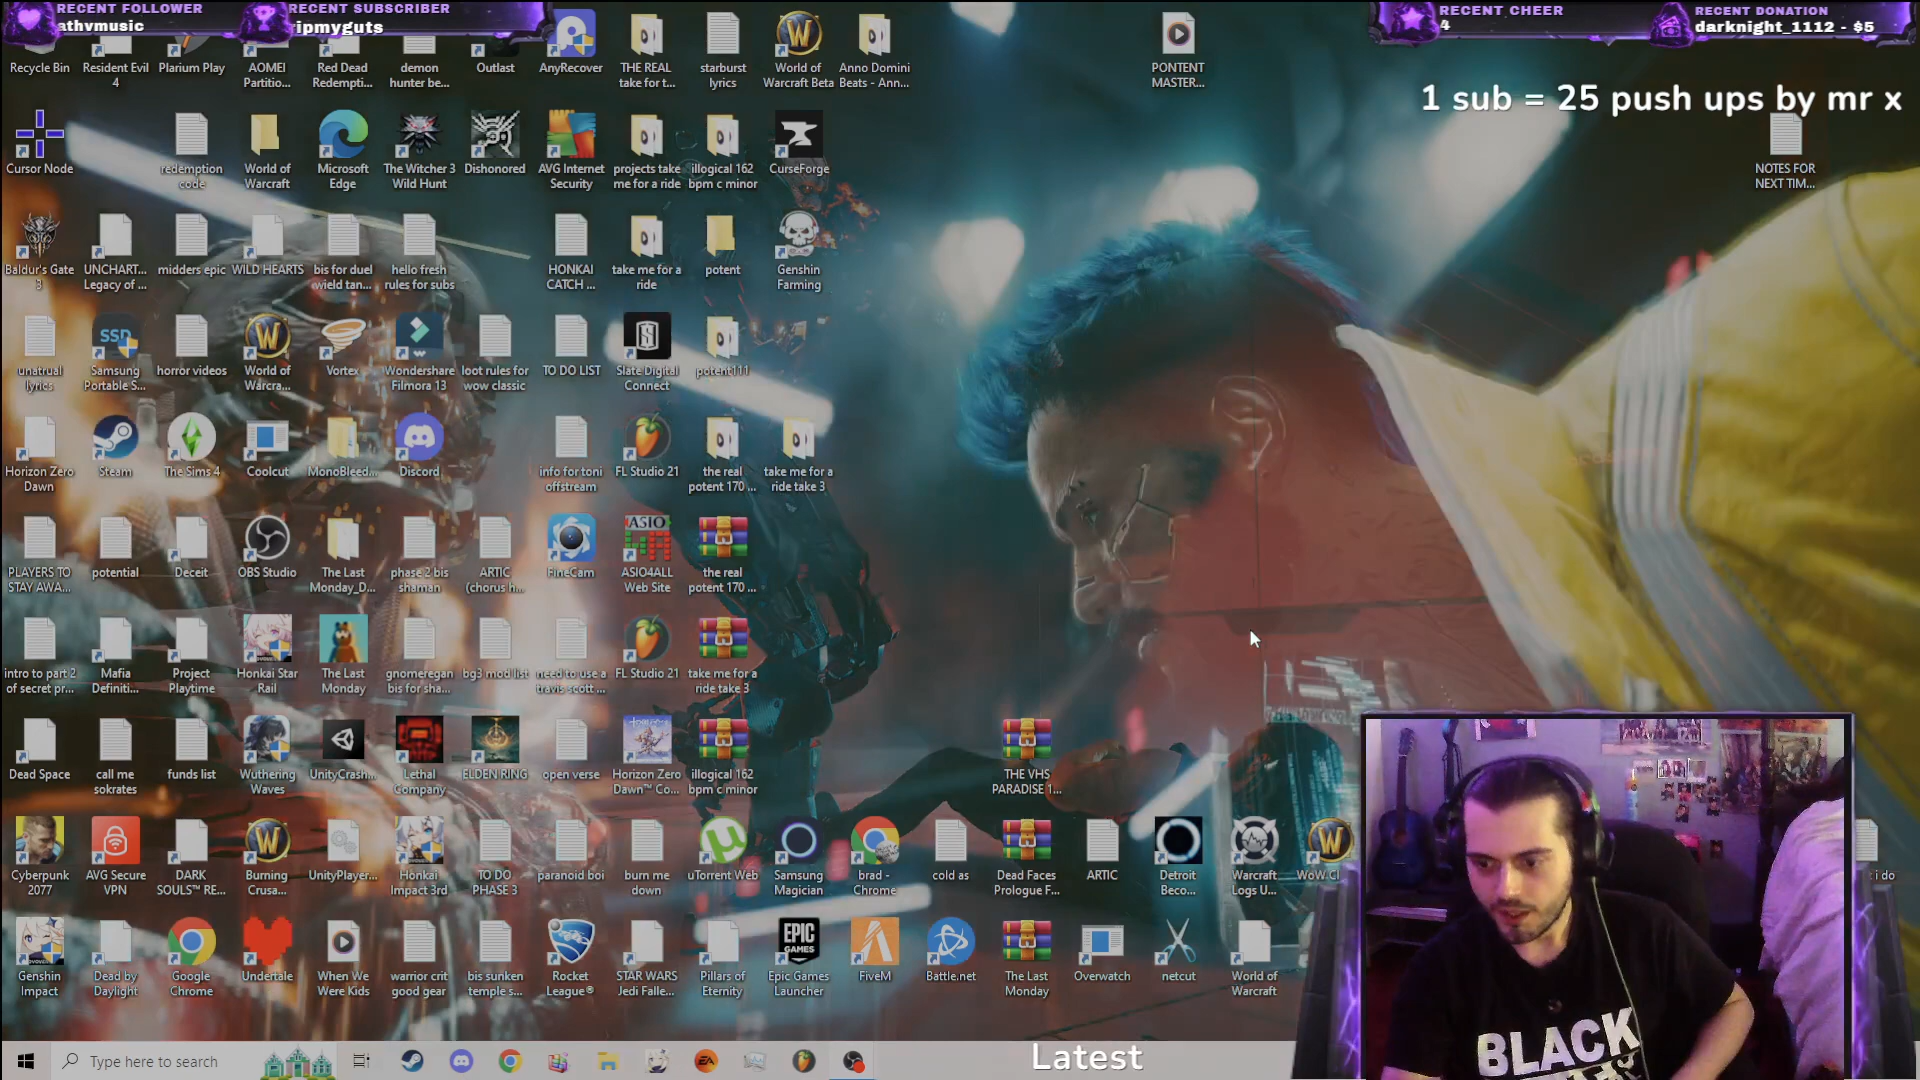 RECENT FOLLOWER
athvmusic
RECENT SUBSCRIBER
ripmyguts
RECENT CHEER
4
RECENT DONATION
darknight_1112 - $5
1 sub = 25 push ups by mr x
Recycle Bin
Resident Evil 4
Plarium Play
AOMEI Partitio...
Red Dead Redempti...
demon hunter be...
Outlast
AnyRecover
THE REAL take for t...
starburst lyrics
World of Warcraft Beta
Anno Domini Beats - Ann...
PONTENT MASTER...
NOTES FOR NEXT TIM...
Cursor Node
redemption code
World of Warcraft
Microsoft Edge
The Witcher 3 Wild Hunt
Dishonored
AVG Internet Security
projects take me for a ride
illogical 162 bpm c minor
CurseForge
Baldur's Gate 3
UNCHART... Legacy of ...
midders epic
WILD HEARTS
bis for duel wield tan...
hello fresh rules for subs
HONKAI CATCH ...
take me for a ride
potent
Genshin Farming
unatrual lyrics
SSD
Samsung Portable S...
horror videos
World of Warcra...
Vortex
Wondershare Filmora 13
loot rules for wow classic
TO DO LIST
Slate Digital Connect
potent111
Horizon Zero Dawn
Steam
The Sims 4
Coolcut
MonoBleed...
Discord
info for toni offstream
FL Studio 21
the real potent 170 ...
take me for a ride take 3
PLAYERS TO STAY AWA...
potential
Deceit
OBS Studio
The Last Monday_D...
phase 2 bis shaman
ARTIC (chorus h...
FineCam
ASIO
ASIO4ALL Web Site
the real potent 170 ...
intro to part 2 of secret pr...
Mafia Definiti...
Project Playtime
Honkai Star Rail
The Last Monday
gnomeregan bis for sha...
bg3 mod list
need to use a travis scott ...
FL Studio 21
take me for a ride take 3
Dead Space
call me sokrates
funds list
Wuthering Waves
UnityCrash...
Lethal Company
ELDEN RING
open verse
Horizon Zero Dawn™ Co...
illogical 162 bpm c minor
THE VHS PARADISE 1...
Cyberpunk 2077
AVG Secure VPN
DARK SOULS™ RE...
Burning Crusa...
UnityPlayer...
Honkai Impact 3rd
TO DO PHASE 3
paranoid boi
burn me down
uTorrent Web
Samsung Magician
brad - Chrome
cold as
Dead Faces Prologue F...
ARTIC
Detroit Beco...
Warcraft Logs U...
WoW.Cl
t i do
Genshin Impact
Dead by Daylight
Google Chrome
Undertale
When We Were Kids
warrior crit good gear
bis sunken temple s...
Rocket League®
STAR WARS Jedi Falle...
Pillars of Eternity
EPIC GAMES
Epic Games Launcher
FiveM
Battle.net
The Last Monday
Overwatch
netcut
World of Warcraft
BLACK
Type here to search
EA
Latest